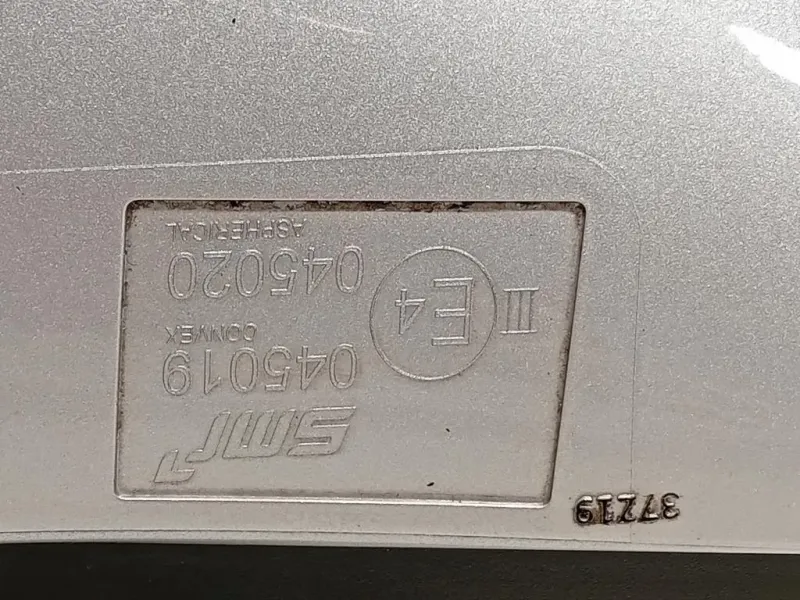 smr
045019
CONVEX
III E4
045020
ASPHERICAL